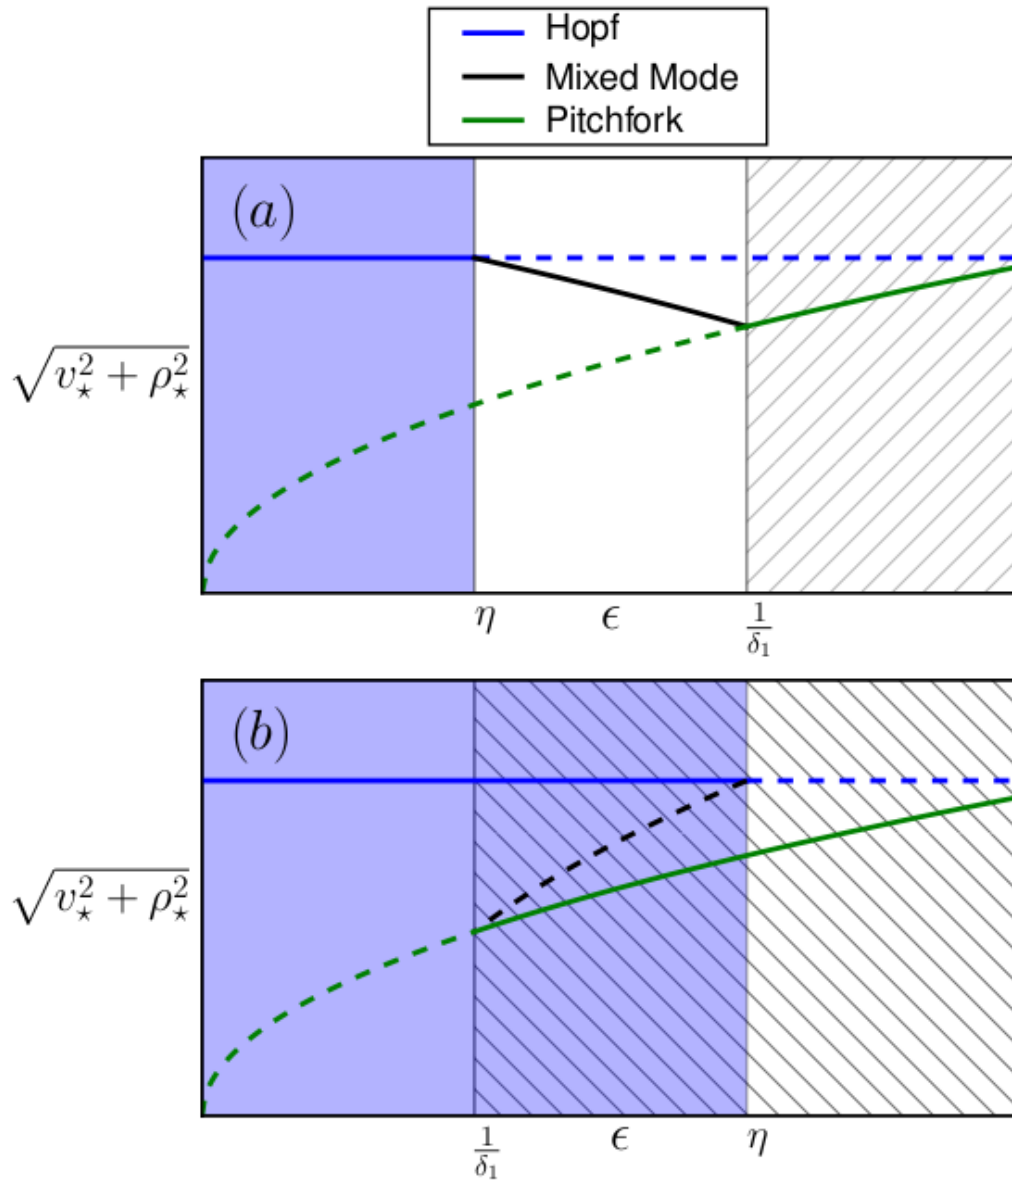 Hopf
Mixed Mode
Pitchfork
(a)
√(v⋆² + ρ⋆²)
η ϵ 1/δ₁
(b)
√(v⋆² + ρ⋆²)
1/δ₁ ϵ η